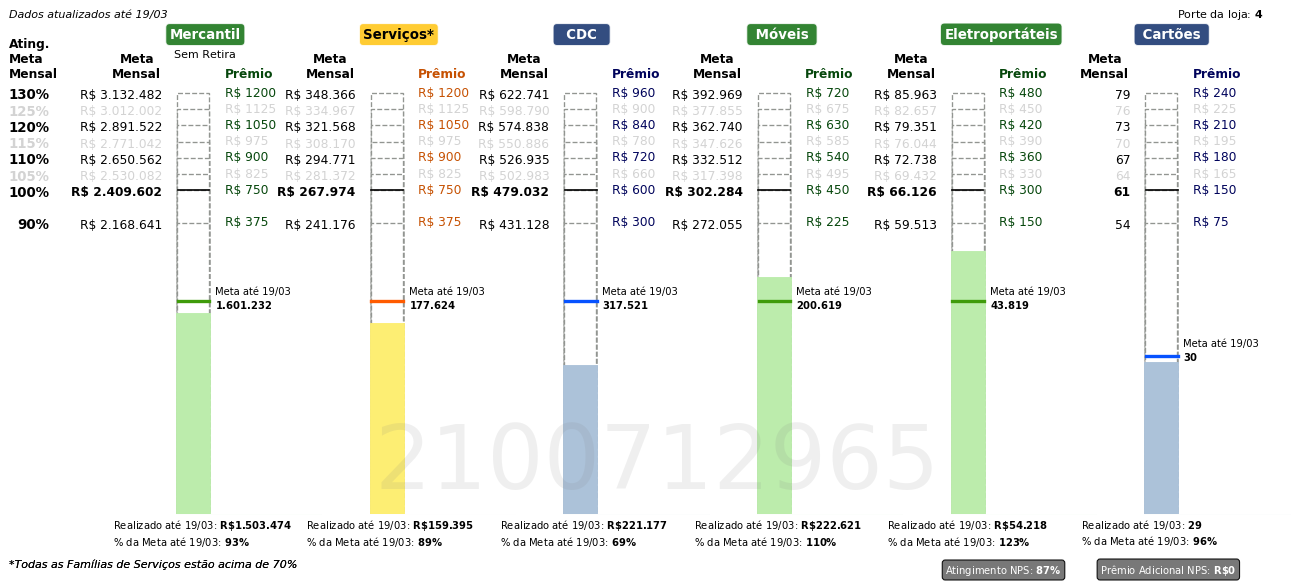 Dados atualizados até 19/03
Porte da loja: 4
Mercantil Serviços* CDC Móveis Eletroportáteis Cartões
Sem Retira
Ating. Meta Mensal
Meta Mensal Prêmio Meta Mensal Prêmio Meta Mensal Prêmio Meta Mensal Prêmio Meta Mensal Prêmio Meta Mensal Prêmio
130% R$ 3.132.482 R$ 1200 R$ 348.366 R$ 1200 R$ 622.741 R$ 960 R$ 392.969 R$ 720 R$ 85.963 R$ 480 79 R$ 240
125% R$ 3.012.002 R$ 1125 R$ 334.967 R$ 1125 R$ 598.790 R$ 900 R$ 377.855 R$ 675 R$ 82.657 R$ 450 76 R$ 225
120% R$ 2.891.522 R$ 1050 R$ 321.568 R$ 1050 R$ 574.838 R$ 840 R$ 362.740 R$ 630 R$ 79.351 R$ 420 73 R$ 210
115% R$ 2.771.042 R$ 975 R$ 308.170 R$ 975 R$ 550.886 R$ 780 R$ 347.626 R$ 585 R$ 76.044 R$ 390 70 R$ 195
110% R$ 2.650.562 R$ 900 R$ 294.771 R$ 900 R$ 526.935 R$ 720 R$ 332.512 R$ 540 R$ 72.738 R$ 360 67 R$ 180
105% R$ 2.530.082 R$ 825 R$ 281.372 R$ 825 R$ 502.983 R$ 660 R$ 317.398 R$ 495 R$ 69.432 R$ 330 64 R$ 165
100% R$ 2.409.602 R$ 750 R$ 267.974 R$ 750 R$ 479.032 R$ 600 R$ 302.284 R$ 450 R$ 66.126 R$ 300 61 R$ 150
90% R$ 2.168.641 R$ 375 R$ 241.176 R$ 375 R$ 431.128 R$ 300 R$ 272.055 R$ 225 R$ 59.513 R$ 150 54 R$ 75
Meta até 19/03 Meta até 19/03 Meta até 19/03 Meta até 19/03 Meta até 19/03
1.601.232 177.624 317.521 200.619 43.819
Meta até 19/03
30
2100712965
Realizado até 19/03: R$1.503.474 Realizado até 19/03: R$159.395 Realizado até 19/03: R$221.177 Realizado até 19/03: R$222.621 Realizado até 19/03: R$54.218 Realizado até 19/03: 29
% da Meta até 19/03: 93% % da Meta até 19/03: 89% % da Meta até 19/03: 69% % da Meta até 19/03: 110% % da Meta até 19/03: 123% % da Meta até 19/03: 96%
*Todas as Famílias de Serviços estão acima de 70%
Atingimento NPS: 87% Prêmio Adicional NPS: R$0